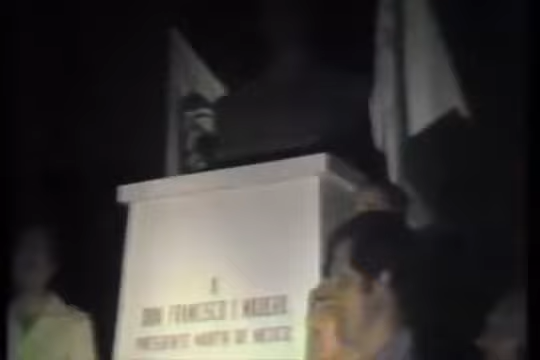 A
DON FRANCISCO I MADERO
PRESIDENTE MARTIR DE MEXICO